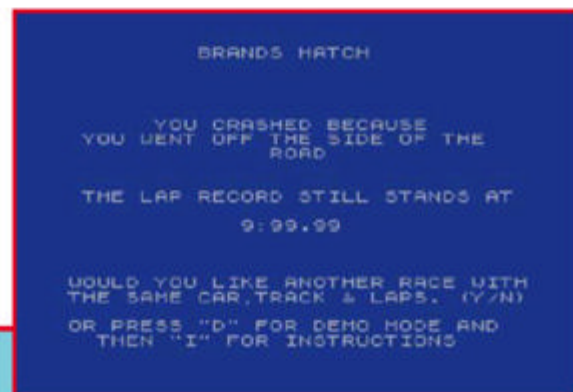 BRANDS HATCH
YOU CRASHED BECAUSE
YOU WENT OFF THE SIDE OF THE
ROAD
THE LAP RECORD STILL STANDS AT
9:99.99
WOULD YOU LIKE ANOTHER RACE WITH
THE SAME CAR,TRACK & LAPS. (Y/N)
OR PRESS "D" FOR DEMO MODE AND
THEN "I" FOR INSTRUCTIONS